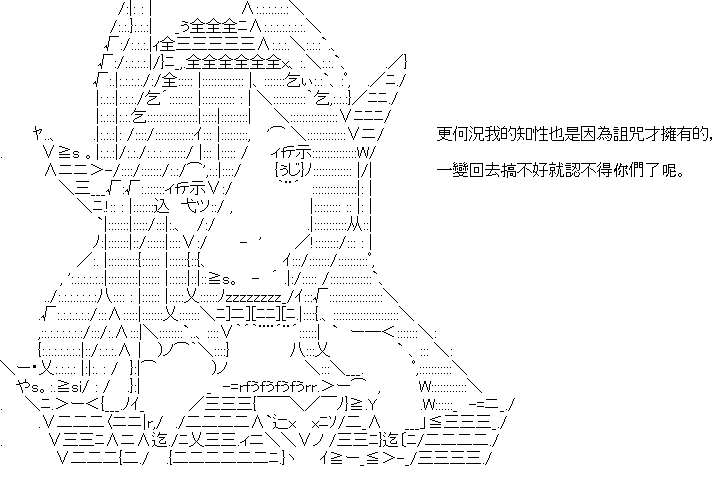 更何況我的知性也是因為詛咒才擁有的，
一變回去搞不好就認不得你們了呢。